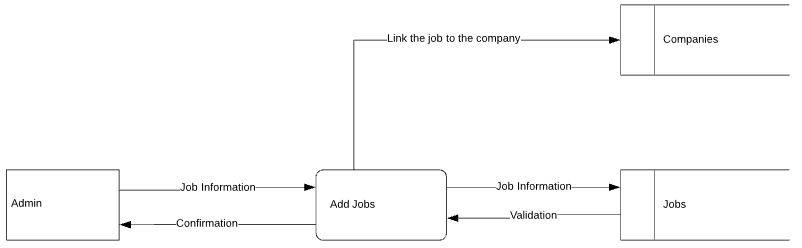 Link the job to the company
Companies
Job Information
Job Information
Admin
Add Jobs
Jobs
Validation
Confirmation